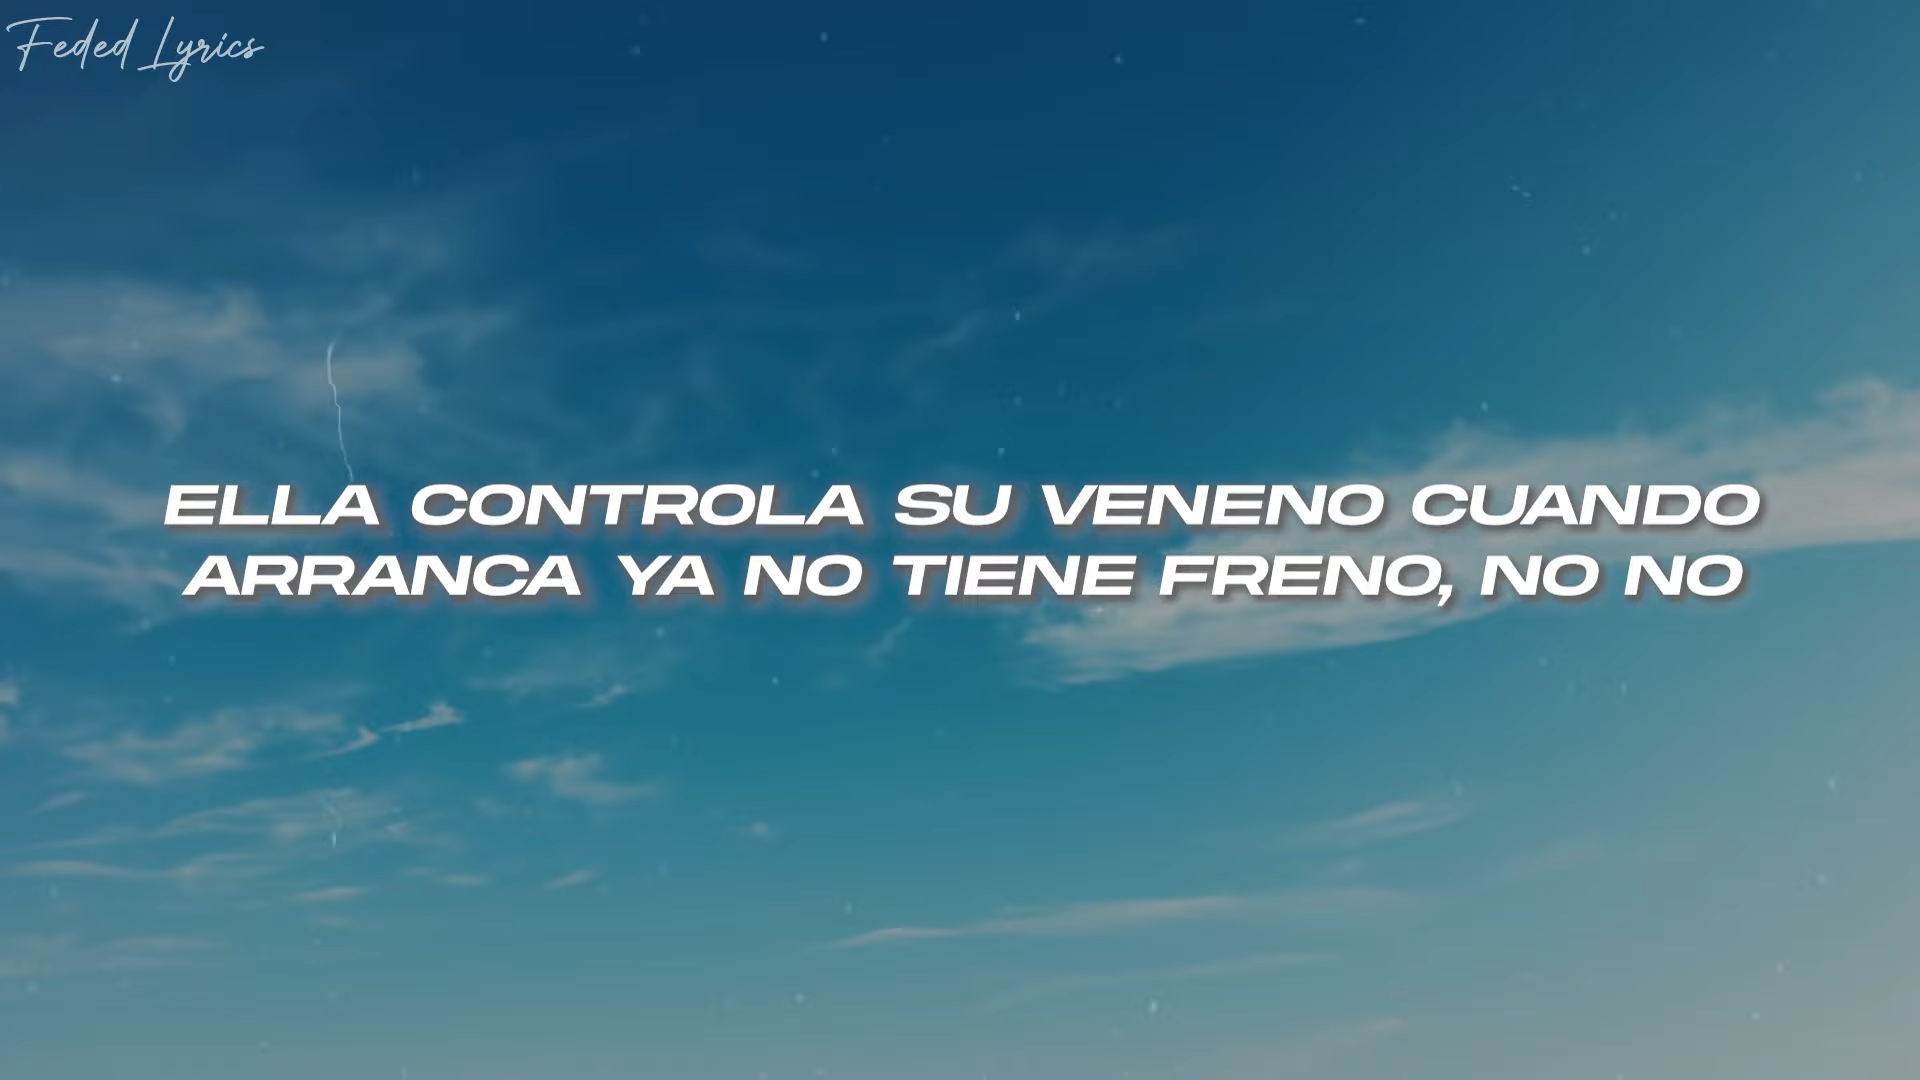 Feded Lyrics
ELLA CONTROLA SU VENENO CUANDO
ARRANCA YA NO TIENE FRENO, NO NO